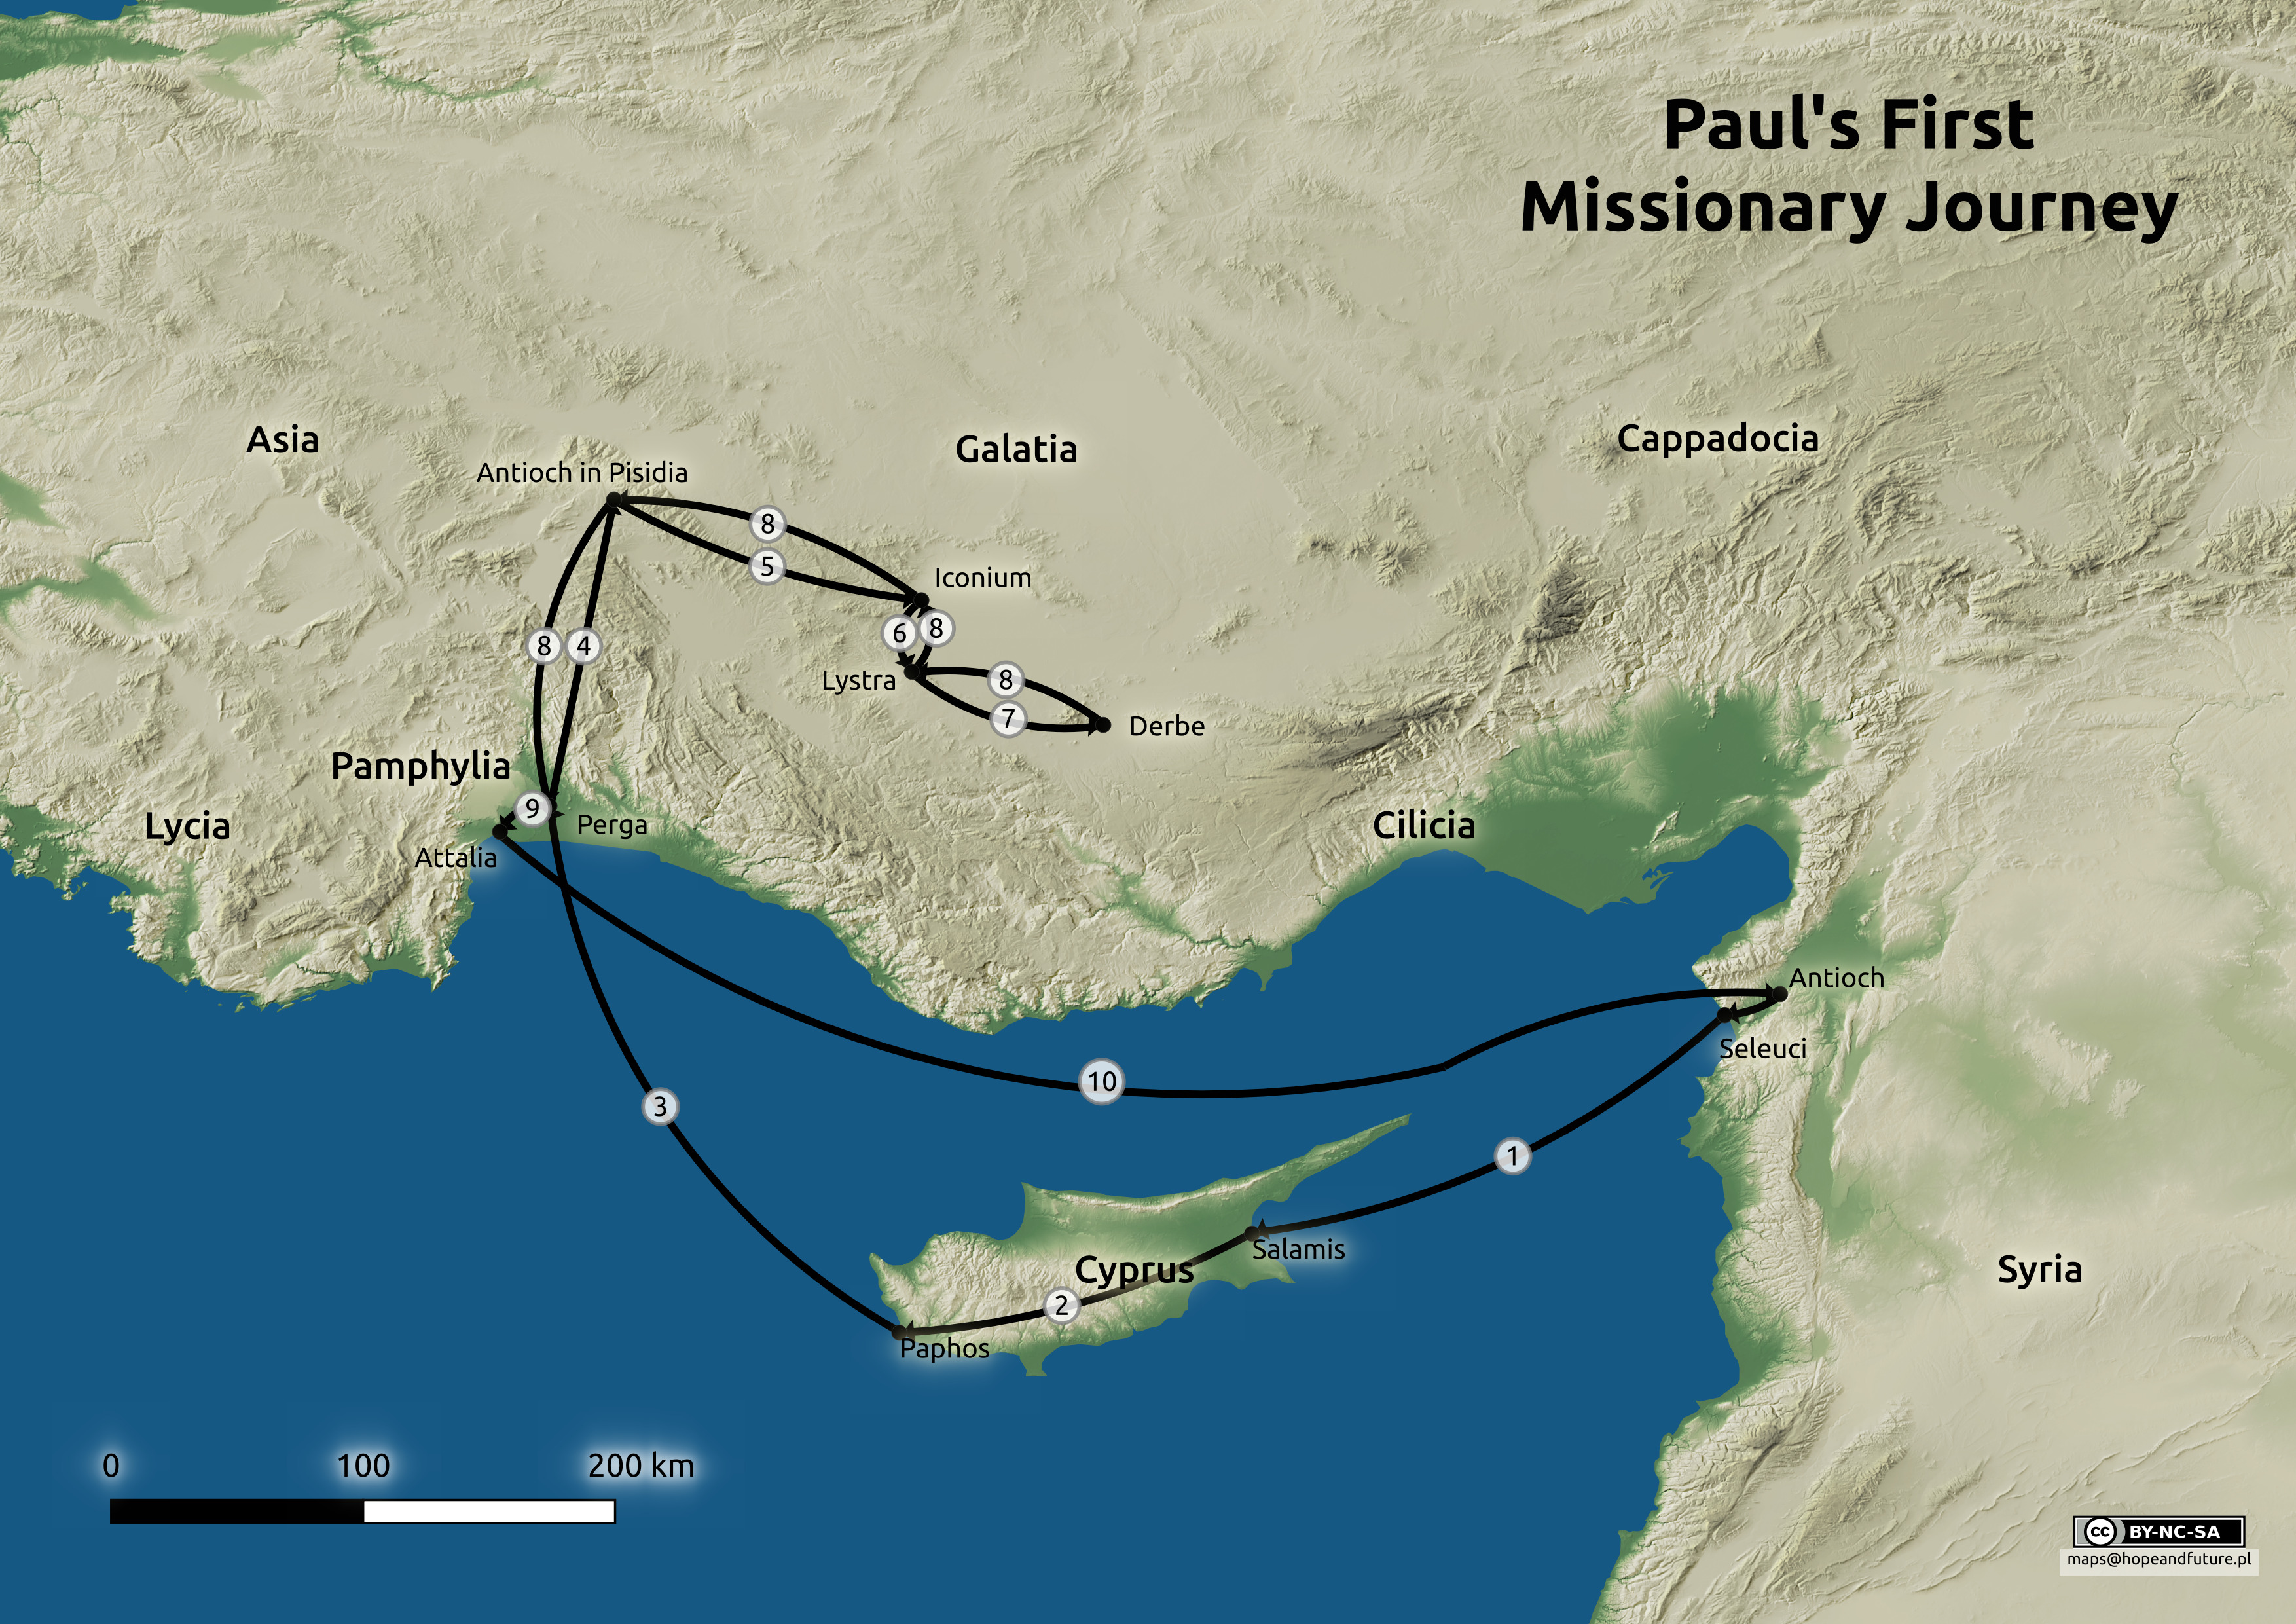 Paul's First
Missionary Journey
Asia
Galatia
Cappadocia
Antioch in Pisidia
8
5
Iconium
6
8
8
4
Lystra
8
7
Derbe
Pamphylia
9
Perga
Lycia
Cilicia
Attalia
Antioch
Seleuci
10
3
1
Salamis
Cyprus
Syria
2
Paphos
0
100
200 km
cc BY-NC-SA
maps@hopeandfuture.pl